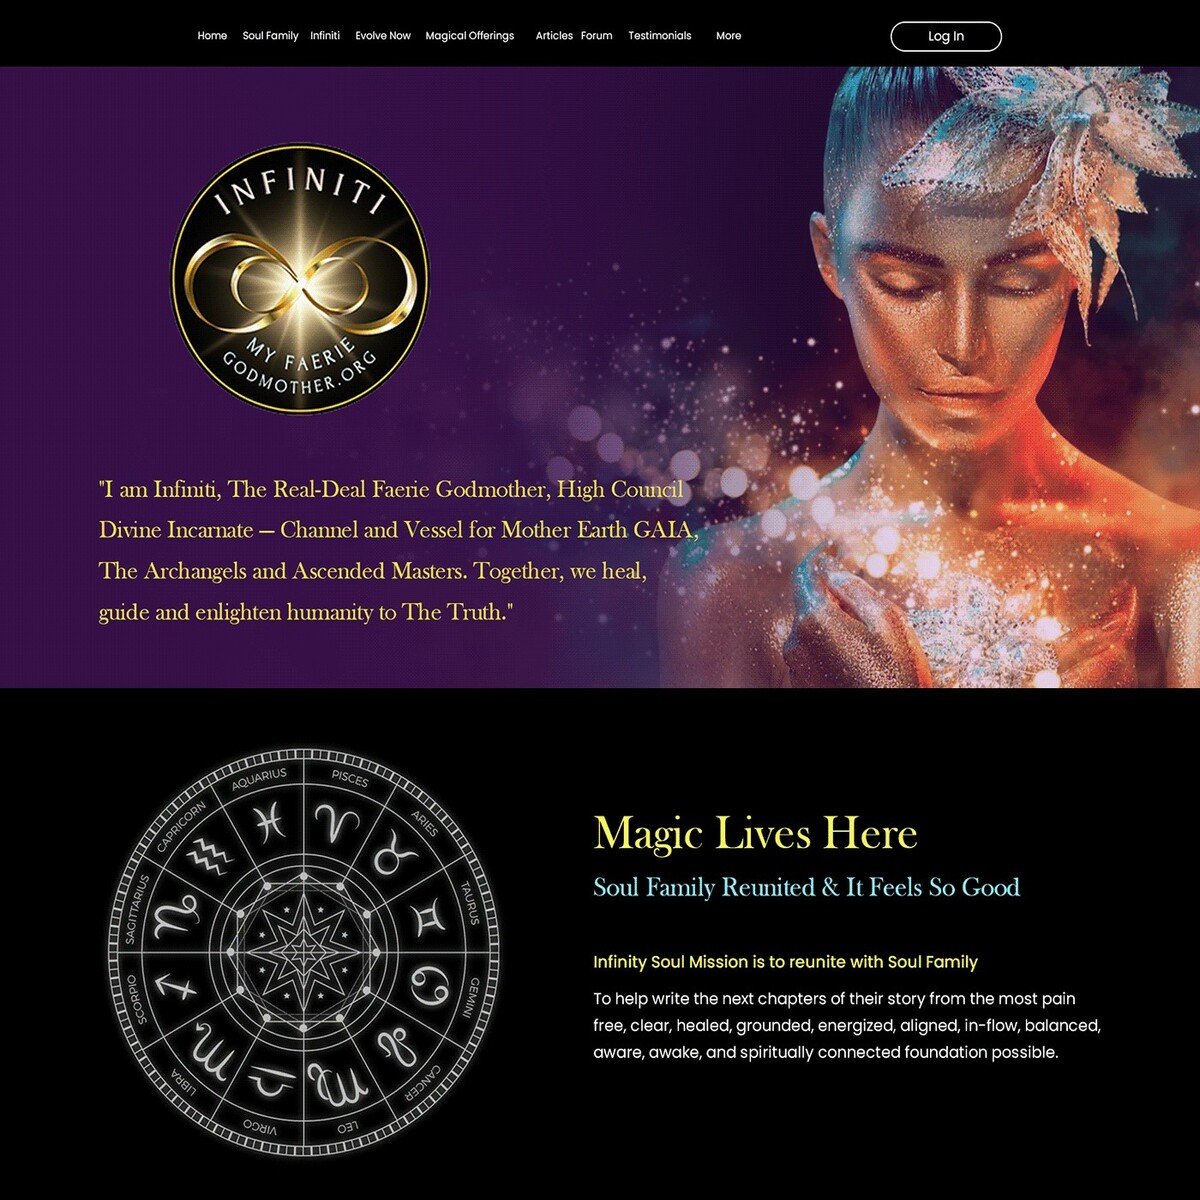 Home Soul Family Infiniti Evolve Now Magical Offerings Articles Forum Testimonials More Log In
INFINITI
MY FAERIE
GODMOTHER.ORG
"I am Infiniti, The Real-Deal Faerie Godmother, High Council
Divine Incarnate — Channel and Vessel for Mother Earth GAIA,
The Archangels and Ascended Masters. Together, we heal,
guide and enlighten humanity to The Truth."
PISCES
ARIES
TAURUS
GEMINI
CANCER
LEO
VIRGO
LIBRA
SCORPIO
SAGITTARIUS
CAPRICORN
AQUARIUS
Magic Lives Here
Soul Family Reunited & It Feels So Good
Infinity Soul Mission is to reunite with Soul Family
To help write the next chapters of their story from the most pain
free, clear, healed, grounded, energized, aligned, in-flow, balanced,
aware, awake, and spiritually connected foundation possible.